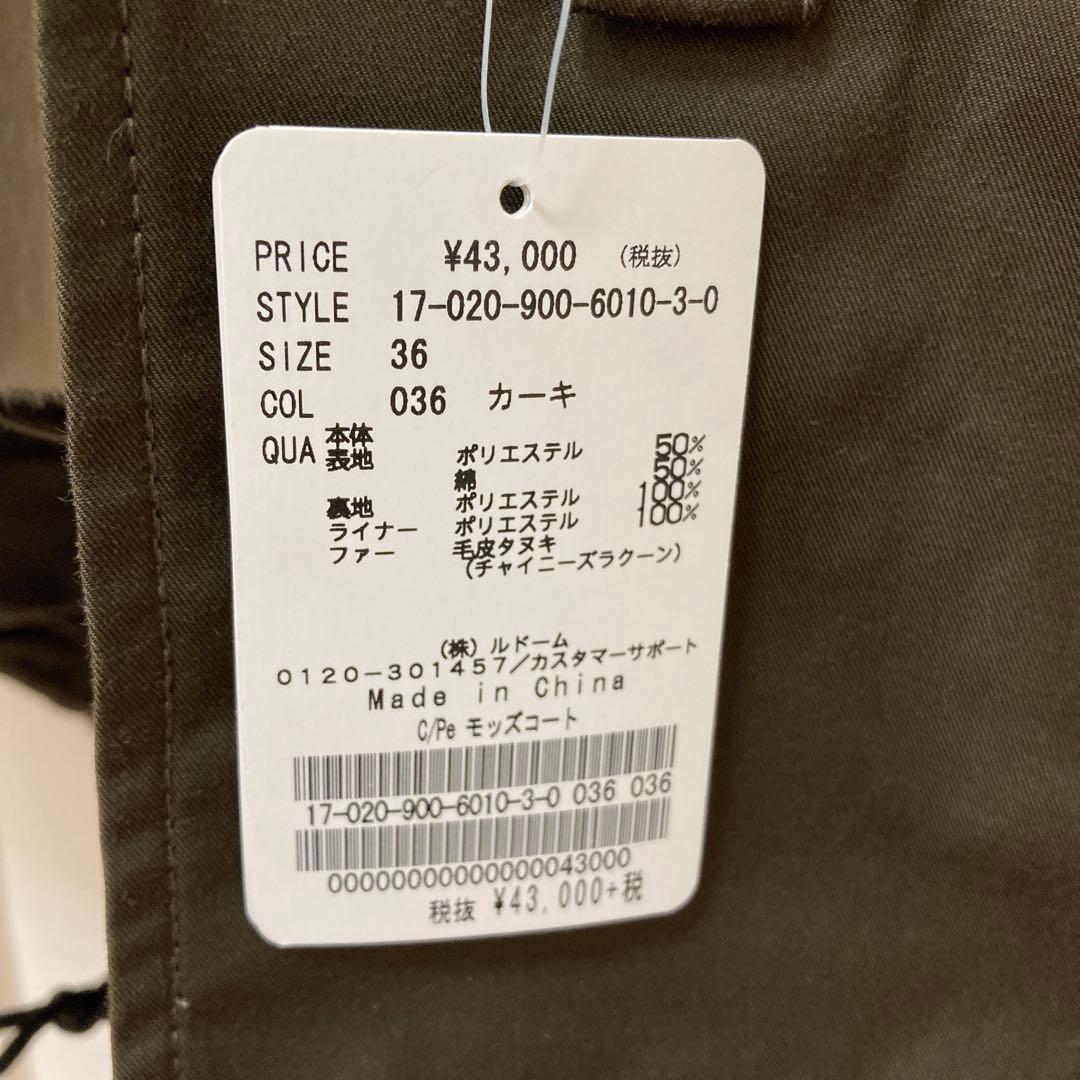 PRICE ¥43,000 (税抜)
STYLE 17-020-900-6010-3-0
SIZE 36
COL 036 カーキ
QUA 本体
表地 ポリエステル 50%
綿 50%
裏地 ポリエステル 100%
ライナー ポリエステル 100%
ファー 毛皮タヌキ
(チャイニーズラクーン)
(株)ルドーム
0120-301457/カスタマーサポート
Made in China
C/Pe モッズコート
17-020-900-6010-3-0 036 036
00000000000000043000
税抜 ¥43,000+税